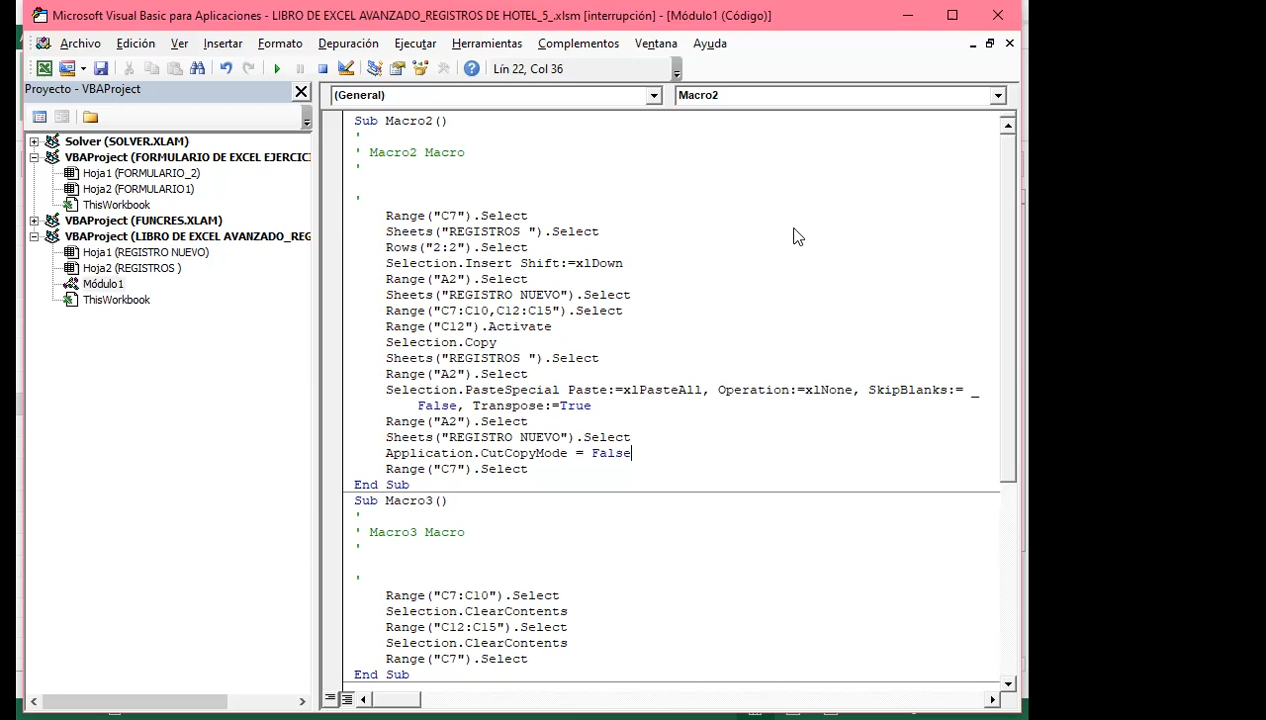 Microsoft Visual Basic para Aplicaciones - LIBRO DE EXCEL AVANZADO_REGISTROS DE HOTEL_5_.xlsm [interrupción] - [Módulo1 (Código)]
Archivo Edición Ver Insertar Formato Depuración Ejecutar Herramientas Complementos Ventana Ayuda
Lín 22, Col 36
Proyecto - VBAProject
(General)
Macro2
Solver (SOLVER.XLAM)
VBAProject (FORMULARIO DE EXCEL EJERCICI
Hoja1 (FORMULARIO_2)
Hoja2 (FORMULARIO1)
ThisWorkbook
VBAProject (FUNCRES.XLAM)
VBAProject (LIBRO DE EXCEL AVANZADO_REG
Hoja1 (REGISTRO NUEVO)
Hoja2 (REGISTROS )
Módulo1
ThisWorkbook
Sub Macro2()
'
' Macro2 Macro
'
'
Range("C7").Select
Sheets("REGISTROS ").Select
Rows("2:2").Select
Selection.Insert Shift:=xlDown
Range("A2").Select
Sheets("REGISTRO NUEVO").Select
Range("C7:C10,C12:C15").Select
Range("C12").Activate
Selection.Copy
Sheets("REGISTROS ").Select
Range("A2").Select
Selection.PasteSpecial Paste:=xlPasteAll, Operation:=xlNone, SkipBlanks:= _
False, Transpose:=True
Range("A2").Select
Sheets("REGISTRO NUEVO").Select
Application.CutCopyMode = False
Range("C7").Select
End Sub
Sub Macro3()
'
' Macro3 Macro
'
'
Range("C7:C10").Select
Selection.ClearContents
Range("C12:C15").Select
Selection.ClearContents
Range("C7").Select
End Sub